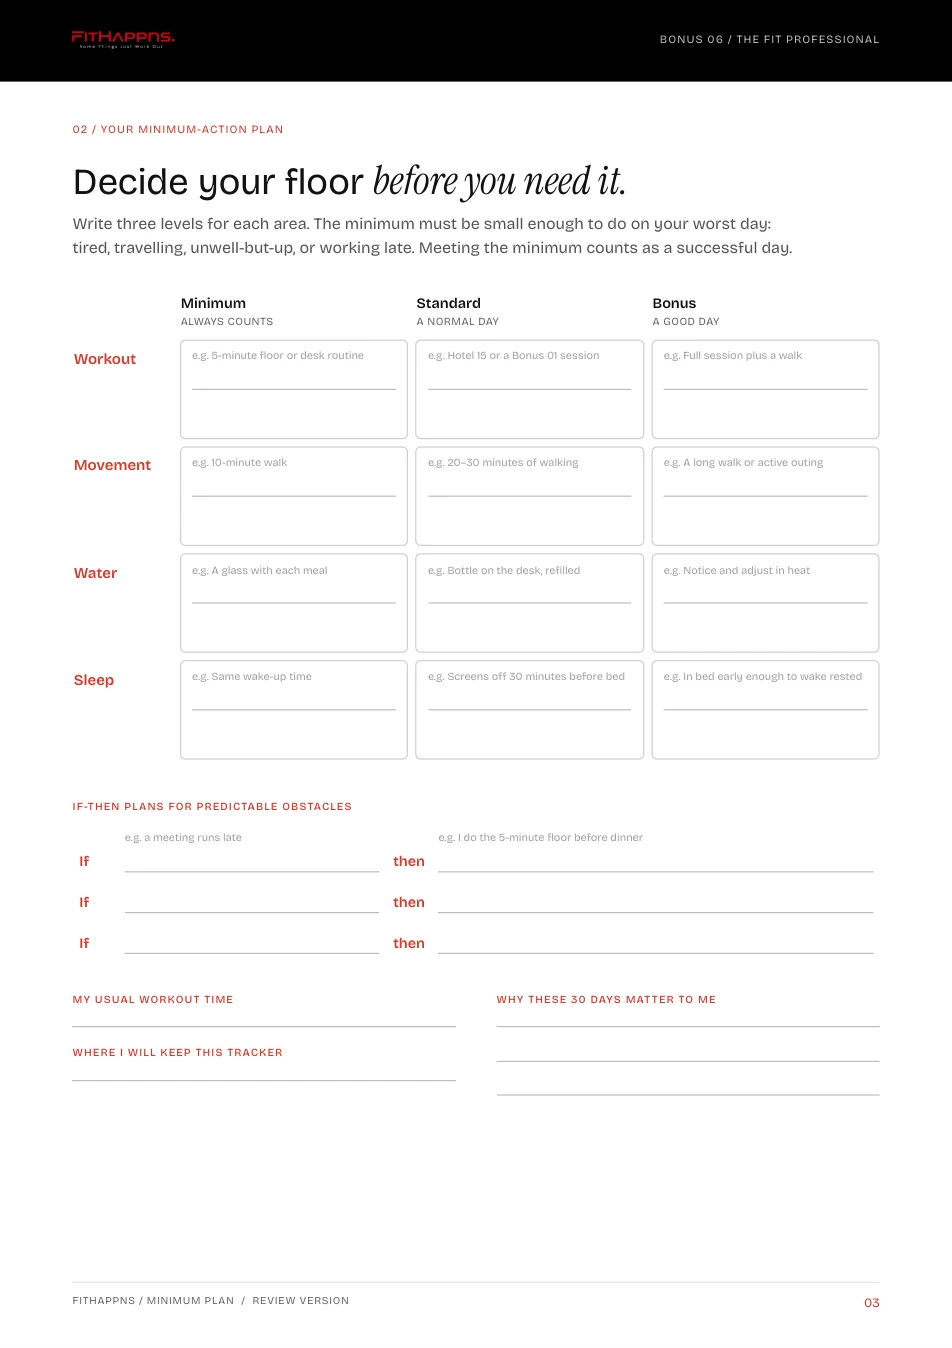 FITHAPPNS.
Some Things Just Work Out
BONUS 06 / THE FIT PROFESSIONAL
02 / YOUR MINIMUM-ACTION PLAN
Decide your floor before you need it.
Write three levels for each area. The minimum must be small enough to do on your worst day:
tired, travelling, unwell-but-up, or working late. Meeting the minimum counts as a successful day.
Minimum
ALWAYS COUNTS
Standard
A NORMAL DAY
Bonus
A GOOD DAY
Workout
e.g. 5-minute floor or desk routine
e.g. Hotel 15 or a Bonus 01 session
e.g. Full session plus a walk
Movement
e.g. 10-minute walk
e.g. 20–30 minutes of walking
e.g. A long walk or active outing
Water
e.g. A glass with each meal
e.g. Bottle on the desk, refilled
e.g. Notice and adjust in heat
Sleep
e.g. Same wake-up time
e.g. Screens off 30 minutes before bed
e.g. In bed early enough to wake rested
IF-THEN PLANS FOR PREDICTABLE OBSTACLES
e.g. a meeting runs late
e.g. I do the 5-minute floor before dinner
If then
If then
If then
MY USUAL WORKOUT TIME
WHERE I WILL KEEP THIS TRACKER
WHY THESE 30 DAYS MATTER TO ME
FITHAPPNS / MINIMUM PLAN / REVIEW VERSION
03